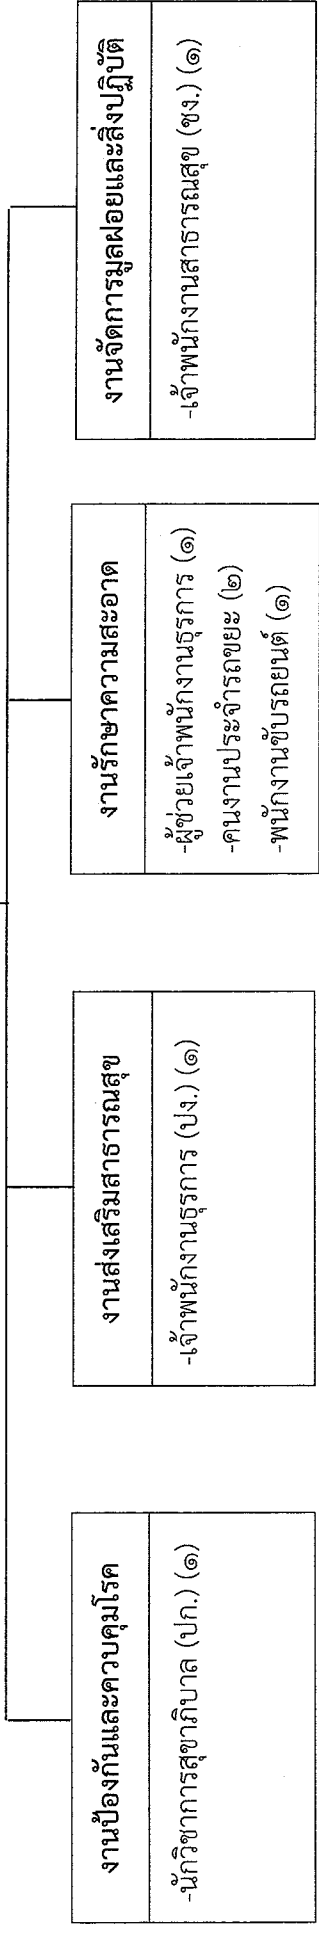 งานป้องกันและควบคุมโรค
-นักวิชาการสุขาภิบาล (ปก.) (๑)
งานส่งเสริมสาธารณสุข
-เจ้าพนักงานธุรการ (ปง.) (๑)
งานรักษาความสะอาด
-ผู้ช่วยเจ้าพนักงานธุรการ (๑)
-คนงานประจำรถขยะ (๒)
-พนักงานขับรถยนต์ (๑)
งานจัดการมูลฝอยและสิ่งปฏิบัติ
-เจ้าพนักงานสาธารณสุข (ชง.) (๑)